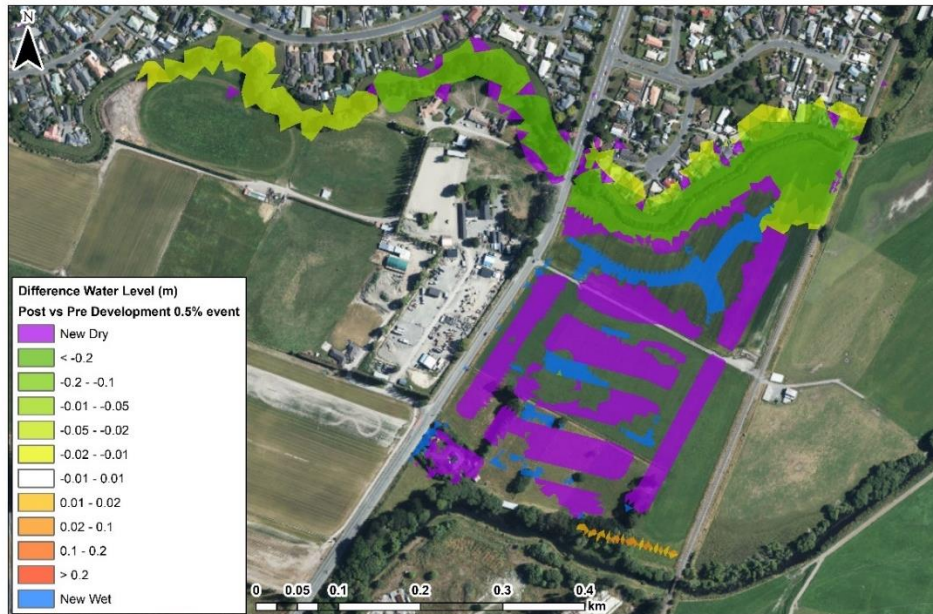 N
Difference Water Level (m)
Post vs Pre Development 0.5% event
New Dry
< -0.2
-0.2 - -0.1
-0.01 - -0.05
-0.05 - -0.02
-0.02 - -0.01
-0.01 - 0.01
0.01 - 0.02
0.02 - 0.1
0.1 - 0.2
> 0.2
New Wet
0 0.05 0.1 0.2 0.3 0.4
km